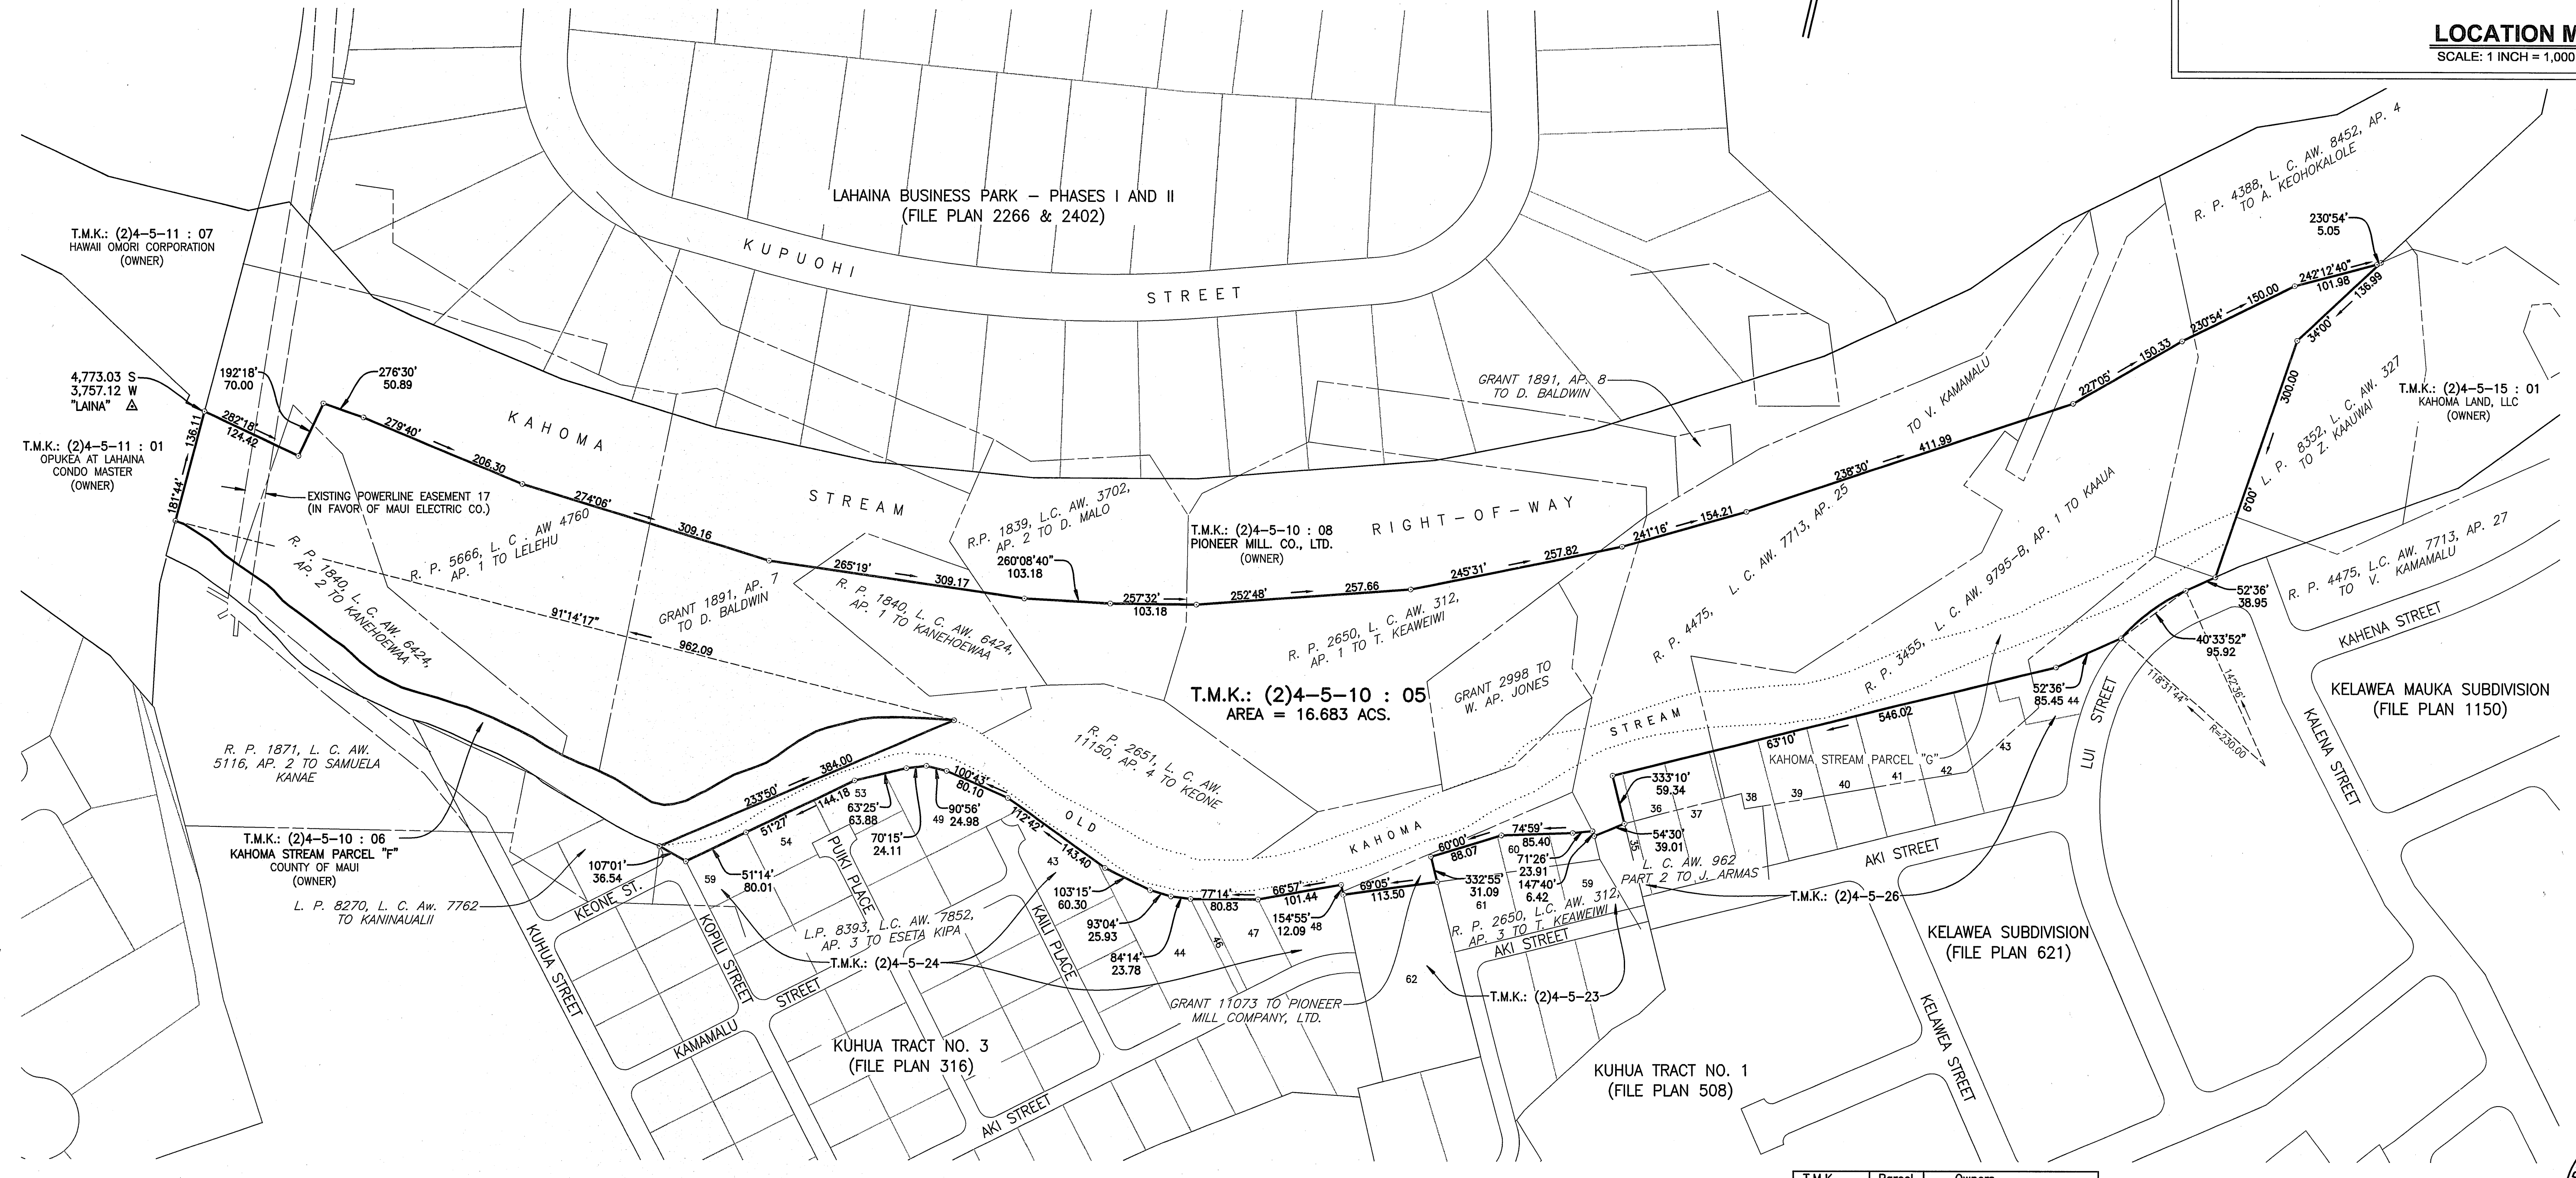 LOCATION M
SCALE: 1 INCH = 1,000
LAHAINA BUSINESS PARK – PHASES I AND II
(FILE PLAN 2266 & 2402)
KUPUOHI
STREET
R. P. 4388, L. C. AW. 8452, AP. 4
TO A. KEOHOKALOLE
230°54'
5.05
T.M.K.: (2)4-5-11 : 07
HAWAII OMORI CORPORATION
(OWNER)
242°12'40"
101.98
136.99
34°00'
150.00
230°54'
150.33
227°05'
300.00
6°00'
4,773.03 S
3,757.12 W
"LAINA"
192°18'
70.00
276°30'
50.89
282°18'
124.42
136.11
181°44'
279°40'
206.30
KAHOMA
STREAM
RIGHT-OF-WAY
GRANT 1891, AP. 8
TO D. BALDWIN
TO V. KAMAMALU
L. P. 8352, L. C. AW. 327
TO Z. KAAUWAI
T.M.K.: (2)4-5-15 : 01
KAHOMA LAND, LLC
(OWNER)
T.M.K.: (2)4-5-11 : 01
OPUKEA AT LAHAINA
CONDO MASTER
(OWNER)
EXISTING POWERLINE EASEMENT 17
(IN FAVOR OF MAUI ELECTRIC CO.)
274°06'
309.16
R. P. 5666, L. C . AW 4760
AP. 1 TO LELEHU
R. P. 1840, L. C. AW. 6424,
AP. 2 TO KANEHOEWAA
R.P. 1839, L.C. AW. 3702,
AP. 2 TO D. MALO
T.M.K.: (2)4-5-10 : 08
PIONEER MILL. CO., LTD.
(OWNER)
238°30'
411.99
241°16'
154.21
245°31'
257.82
252°48'
257.66
257°32'
103.18
260°08'40"
103.18
265°19'
309.17
GRANT 1891, AP. 7
TO D. BALDWIN
R. P. 1840, L. C. AW. 6424,
AP. 1 TO KANEHOEWAA
91°14'17"
962.09
R. P. 2650, L. C. AW. 312,
AP. 1 TO T. KEAWEIWI
R. P. 4475, L. C. AW. 7713, AP. 25
R. P. 3455, L. C. AW. 9795-B, AP. 1 TO KAAUA
R. P. 4475, L.C. AW. 7713, AP. 27
TO V. KAMAMALU
52°36'
38.95
KAHENA STREET
40°33'52"
95.92
118°31'44"
142°36'
R=230.00
KELAWEA MAUKA SUBDIVISION
(FILE PLAN 1150)
KAILENA STREET
LUI STREET
52°36'
85.45
44
T.M.K.: (2)4-5-10 : 05
AREA = 16.683 ACS.
GRANT 2998 TO
W. AP. JONES
STREAM
546.02
63°10'
KAHOMA STREAM PARCEL "G"
43
42
41
40
39
38
37
36
35
333°10'
59.34
54°30'
39.01
R. P. 2651, L. C. AW.
11150, AP. 4 TO KEONE
OLD
KAHOMA
R. P. 1871, L. C. AW.
5116, AP. 2 TO SAMUELA
KANAE
T.M.K.: (2)4-5-10 : 06
KAHOMA STREAM PARCEL "F"
COUNTY OF MAUI
(OWNER)
L. P. 8270, L. C. Aw. 7762
TO KANINAUALII
233°50'
384.00
107°01'
36.54
51°14'
80.01
51°27'
144.18
63°25'
63.88
70°15'
24.11
90°56'
24.98
100°43'
80.10
112°42'
143.40
103°15'
60.30
93°04'
25.93
84°14'
23.78
77°14'
80.83
66°57'
101.44
154°55'
12.09
69°05'
113.50
332°55'
31.09
60°00'
88.07
74°59'
85.40
71°26'
23.91
147°40'
6.42
59
54
53
49
43
44
46
47
48
62
61
60
59
L. C. AW. 962
PART 2 TO J. ARMAS
AKI STREET
T.M.K.: (2)4-5-26
R. P. 2650, L.C. AW. 312,
AP. 3 TO T. KEAWEIWI
AKI STREET
KELAWEA SUBDIVISION
(FILE PLAN 621)
L.P. 8393, L.C. AW. 7852,
AP. 3 TO ESETA KIPA
T.M.K.: (2)4-5-24
T.M.K.: (2)4-5-23
GRANT 11073 TO PIONEER
MILL COMPANY, LTD.
KEONE ST.
KUHUA STREET
KOPILI STREET
PUIKI PLACE
KAILI PLACE
KAMAMALU
STREET
KUHUA TRACT NO. 3
(FILE PLAN 316)
AKI STREET
KUHUA TRACT NO. 1
(FILE PLAN 508)
KELAWEA STREET
T.M.K.
Parcel
Owners